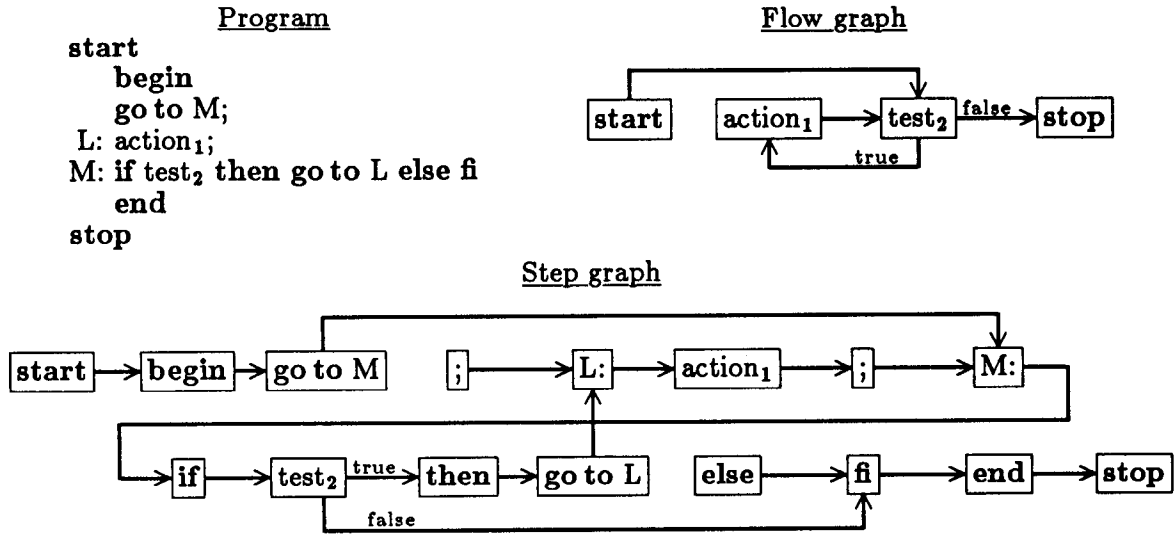 Program
start
begin
go to M;
L: action₁;
M: if test₂ then go to L else fi
end
stop
Flow graph
start action₁ test₂ false stop
true
Step graph
start begin go to M ; L: action₁ ; M:
if test₂ true then go to L else fi end stop
false